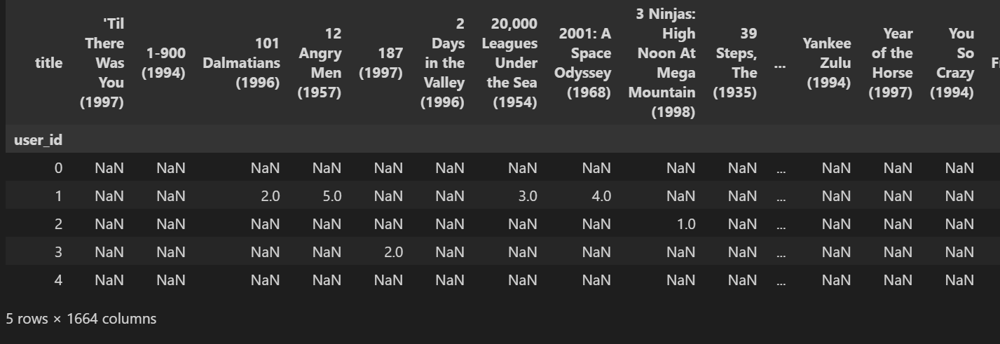 title 'Til There Was You (1997) 1-900 (1994) 101 Dalmatians (1996) 12 Angry Men (1957) 187 (1997) 2 Days in the Valley (1996) 20,000 Leagues Under the Sea (1954) 2001: A Space Odyssey (1968) 3 Ninjas: High Noon At Mega Mountain (1998) 39 Steps, The (1935) ... Yankee Zulu (1994) Year of the Horse (1997) You So Crazy (1994)
user_id
0 NaN NaN NaN NaN NaN NaN NaN NaN NaN NaN ... NaN NaN NaN
1 NaN NaN 2.0 5.0 NaN NaN 3.0 4.0 NaN NaN ... NaN NaN NaN
2 NaN NaN NaN NaN NaN NaN NaN NaN 1.0 NaN ... NaN NaN NaN
3 NaN NaN NaN NaN 2.0 NaN NaN NaN NaN NaN ... NaN NaN NaN
4 NaN NaN NaN NaN NaN NaN NaN NaN NaN NaN ... NaN NaN NaN
5 rows × 1664 columns